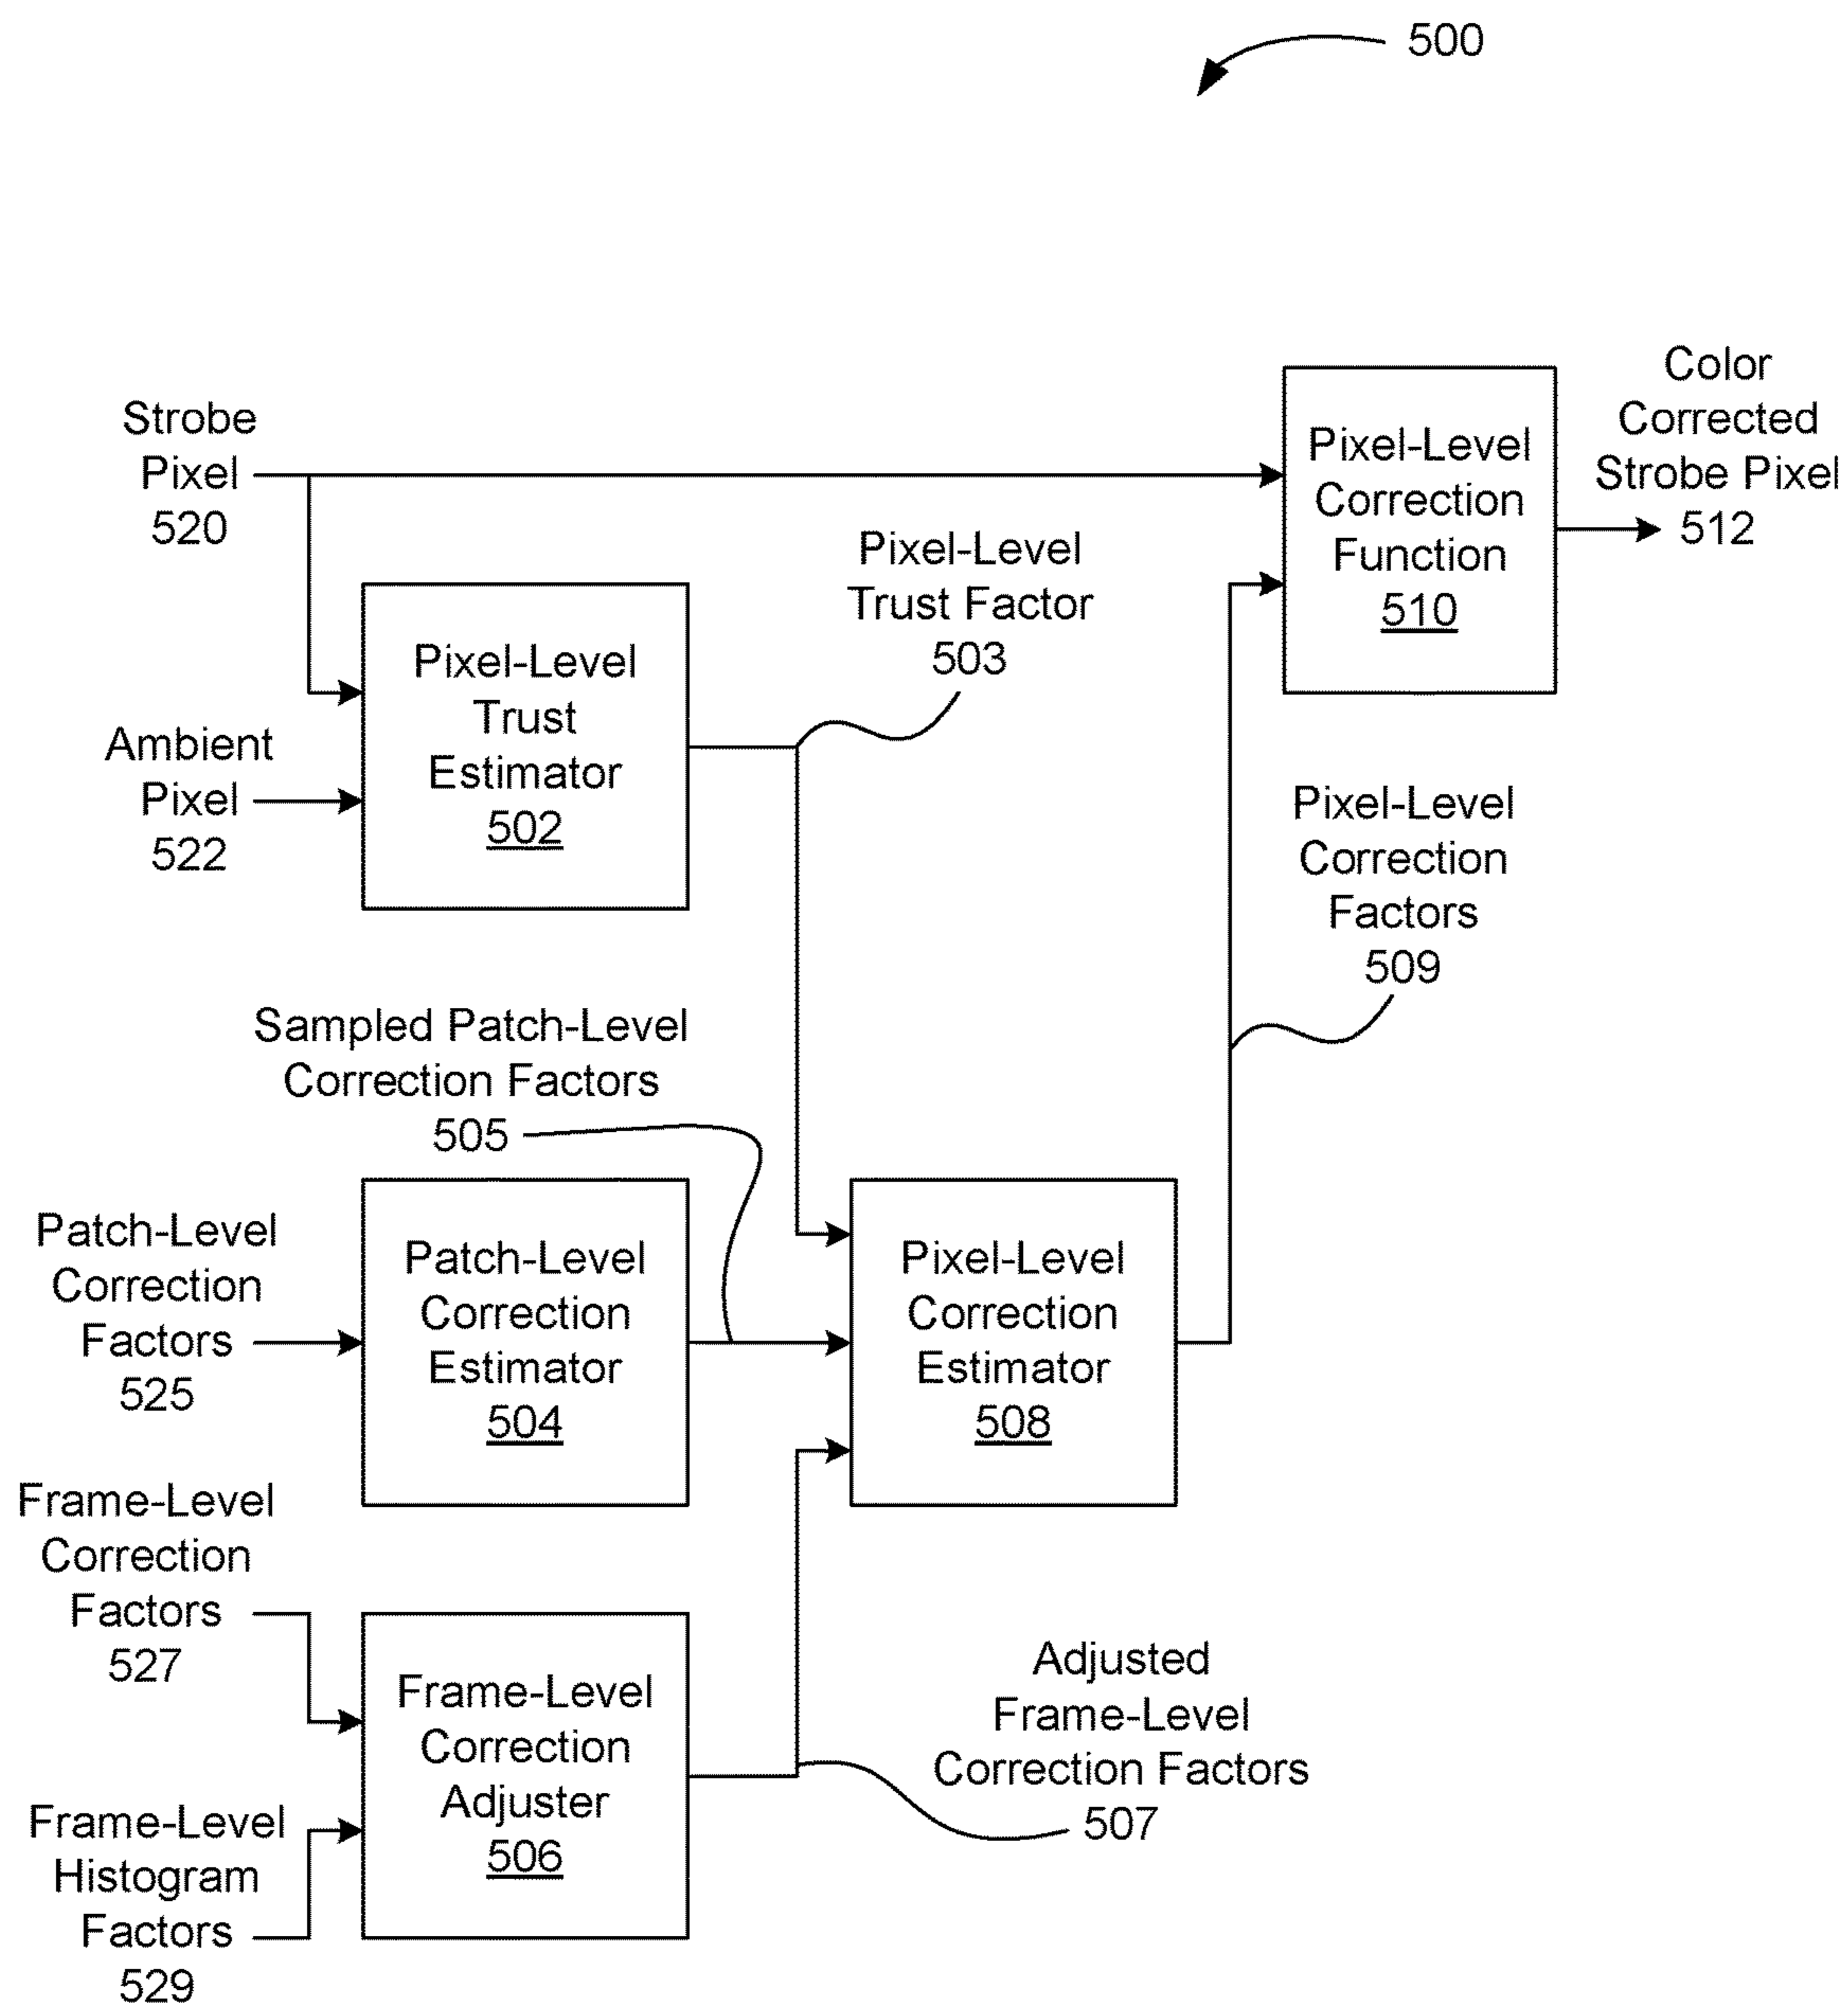 500
Strobe
Pixel
520
Ambient
Pixel
522
Pixel-Level
Trust
Estimator
502
Pixel-Level
Trust Factor
503
Pixel-Level
Correction
Function
510
Color
Corrected
Strobe Pixel
512
Pixel-Level
Correction
Factors
509
Sampled Patch-Level
Correction Factors
505
Patch-Level
Correction
Factors
525
Patch-Level
Correction
Estimator
504
Pixel-Level
Correction
Estimator
508
Frame-Level
Correction
Factors
527
Frame-Level
Histogram
Factors
529
Frame-Level
Correction
Adjuster
506
Adjusted
Frame-Level
Correction Factors
507